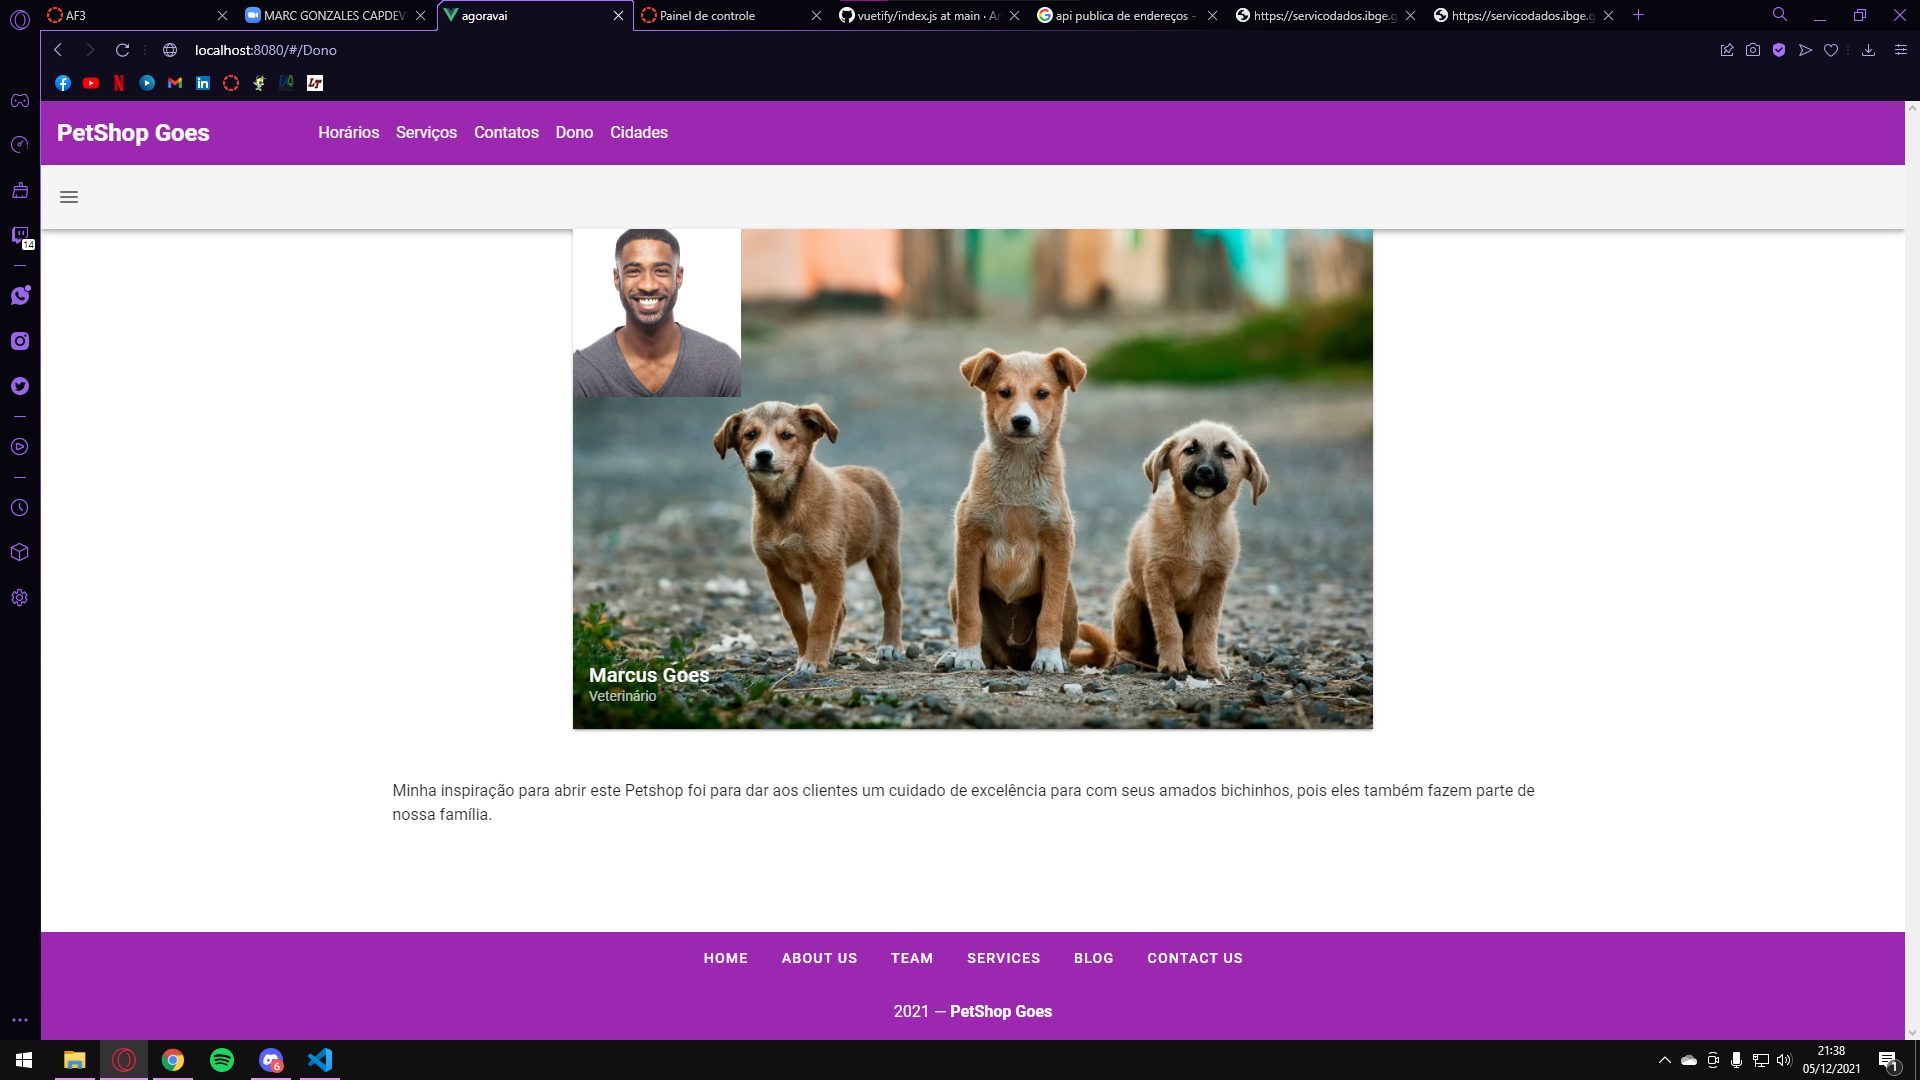 AF3
MARC GONZALES CAPDEVI
agoravai
Painel de controle
vuetify/index.js at main · Ar
api publica de endereços -
https://servicodados.ibge.g
https://servicodados.ibge.g
localhost:8080/#/Dono
14
PetShop Goes
Horários
Serviços
Contatos
Dono
Cidades
Marcus Goes
Veterinário
Minha inspiração para abrir este Petshop foi para dar aos clientes um cuidado de excelência para com seus amados bichinhos, pois eles também fazem parte de
nossa família.
HOME
ABOUT US
TEAM
SERVICES
BLOG
CONTACT US
2021 — PetShop Goes
6
21:38
05/12/2021
1